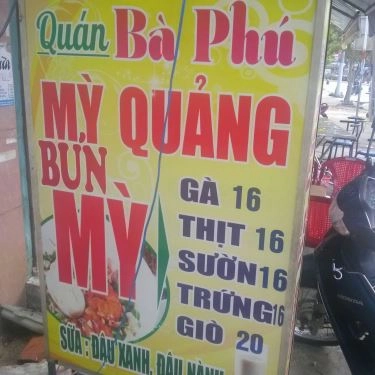 Quán Bà Phú
MỲ QUẢNG
BÚN
MỲ
GÀ 16
THỊT 16
SƯỜN 16
TRỨNG 16
GIÒ 20
SỮA : ĐẬU XANH, ĐẬU NÀNH
HONDA